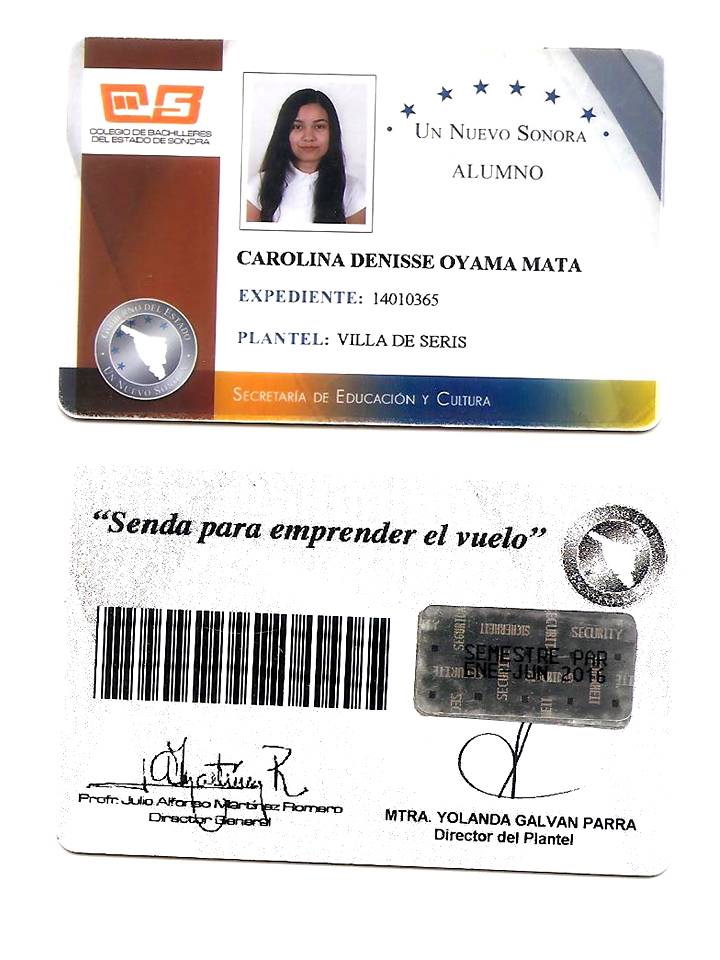 COLEGIO DE BACHILLERES
DEL ESTADO DE SONORA
UN NUEVO SONORA
ALUMNO
CAROLINA DENISSE OYAMA MATA
EXPEDIENTE: 14010365
PLANTEL: VILLA DE SERIS
GOBIERNO DEL ESTADO
UN NUEVO SONORA
SECRETARÍA DE EDUCACIÓN Y CULTURA
“Senda para emprender el vuelo”
SICHERHEIT SECURITY
SEMESTRE PAR
ENE-JUN 2016
Profr. Julio Alfonso Martínez Romero
Director General
MTRA. YOLANDA GALVAN PARRA
Director del Plantel